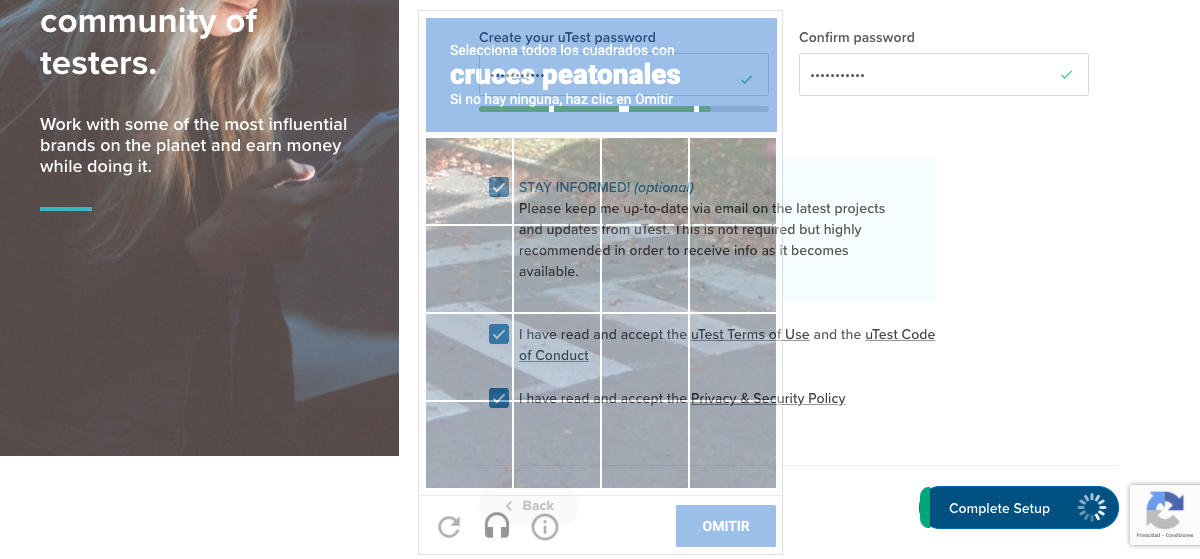 community of
testers.
Work with some of the most influential
brands on the planet and earn money
while doing it.
Create your uTest password
Confirm password
Selecciona todos los cuadrados con
cruces peatonales
Si no hay ninguna, haz clic en Omitir
•••••••••••
STAY INFORMED! (optional)
Please keep me up-to-date via email on the latest projects
and updates from uTest. This is not required but highly
recommended in order to receive info as it becomes
available.
I have read and accept the uTest Terms of Use and the uTest Code
of Conduct
I have read and accept the Privacy & Security Policy
Back
OMITIR
Complete Setup
Privacidad - Condiciones